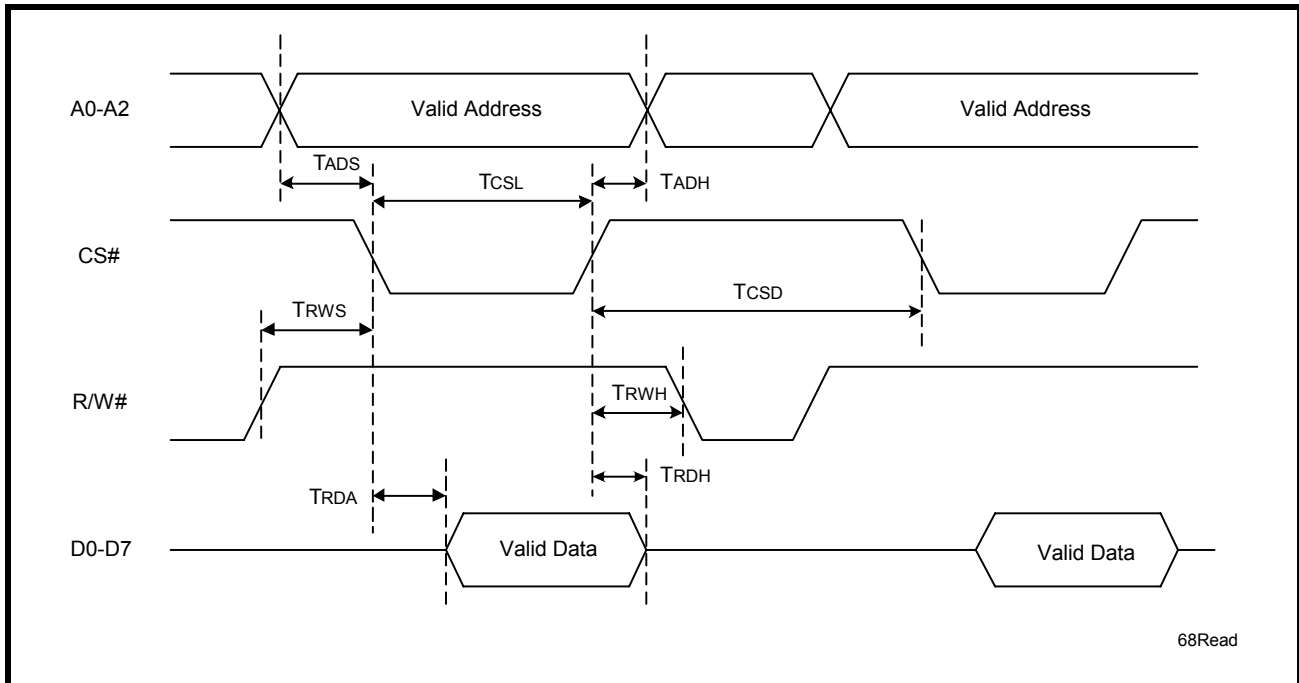 A0-A2
Valid Address
Valid Address
TADS
TCSL
TADH
CS#
TCSD
TRWS
R/W#
TRWH
TRDA
TRDH
D0-D7
Valid Data
Valid Data
68Read